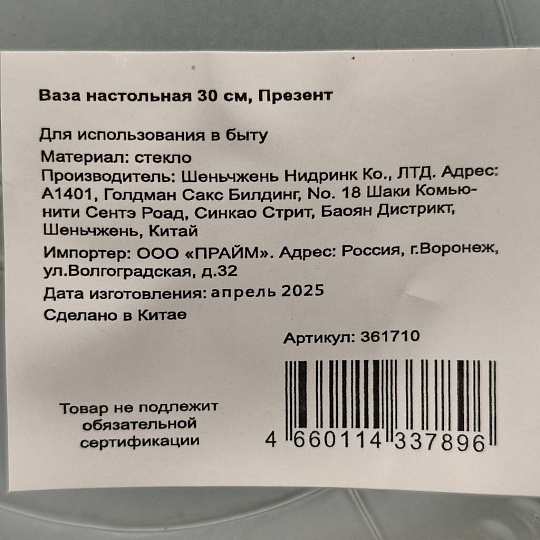 Ваза настольная 30 см, Презент
Для использования в быту
Материал: стекло
Производитель: Шеньчжень Нидринк Ко., ЛТД. Адрес:
А1401, Голдман Сакс Билдинг, No. 18 Шаки Комью-
нити Сентэ Роад, Синкао Стрит, Баоян Дистрикт,
Шеньчжень, Китай
Импортер: ООО «ПРАЙМ». Адрес: Россия, г.Воронеж,
ул.Волгоградская, д.32
Дата изготовления: апрель 2025
Сделано в Китае
Артикул: 361710
Товар не подлежит
обязательной
сертификации
4 660114 337896